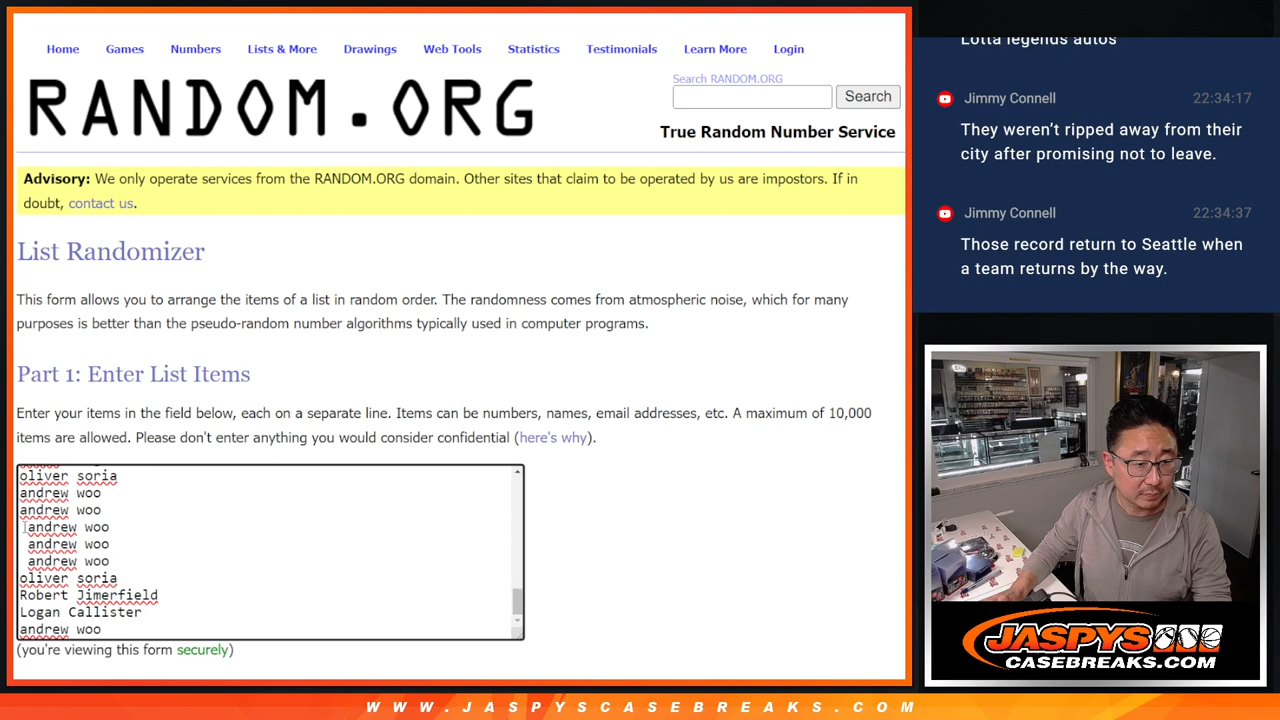 Home Games Numbers Lists & More Drawings Web Tools Statistics Testimonials Learn More Login
RANDOM.ORG
Search RANDOM.ORG
Search
True Random Number Service
Advisory: We only operate services from the RANDOM.ORG domain. Other sites that claim to be operated by us are impostors. If in
doubt, contact us.
List Randomizer
This form allows you to arrange the items of a list in random order. The randomness comes from atmospheric noise, which for many
purposes is better than the pseudo-random number algorithms typically used in computer programs.
Part 1: Enter List Items
Enter your items in the field below, each on a separate line. Items can be numbers, names, email addresses, etc. A maximum of 10,000
items are allowed. Please don't enter anything you would consider confidential (here's why).
oliver soria
andrew woo
andrew woo
andrew woo
andrew woo
andrew woo
oliver soria
Robert Jimerfield
Logan Callister
andrew woo
(you're viewing this form securely)
Lotta legends autos
Jimmy Connell 22:34:17
They weren’t ripped away from their
city after promising not to leave.
Jimmy Connell 22:34:37
Those record return to Seattle when
a team returns by the way.
JASPYS
CASEBREAKS.COM
WWW.JASPYSCASEBREAKS.COM